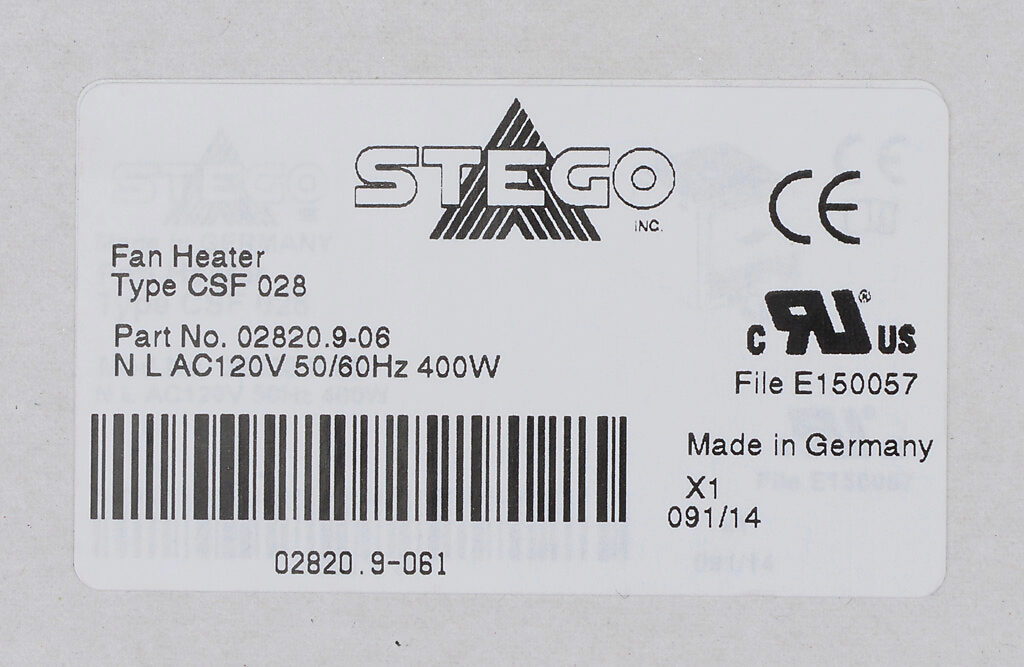 STEGO
INC.
CE
Fan Heater
Type CSF 028
Part No. 02820.9-06
N L AC120V 50/60Hz 400W
C RU ® US
File E150057
Made in Germany
X1
091/14
02820.9-061